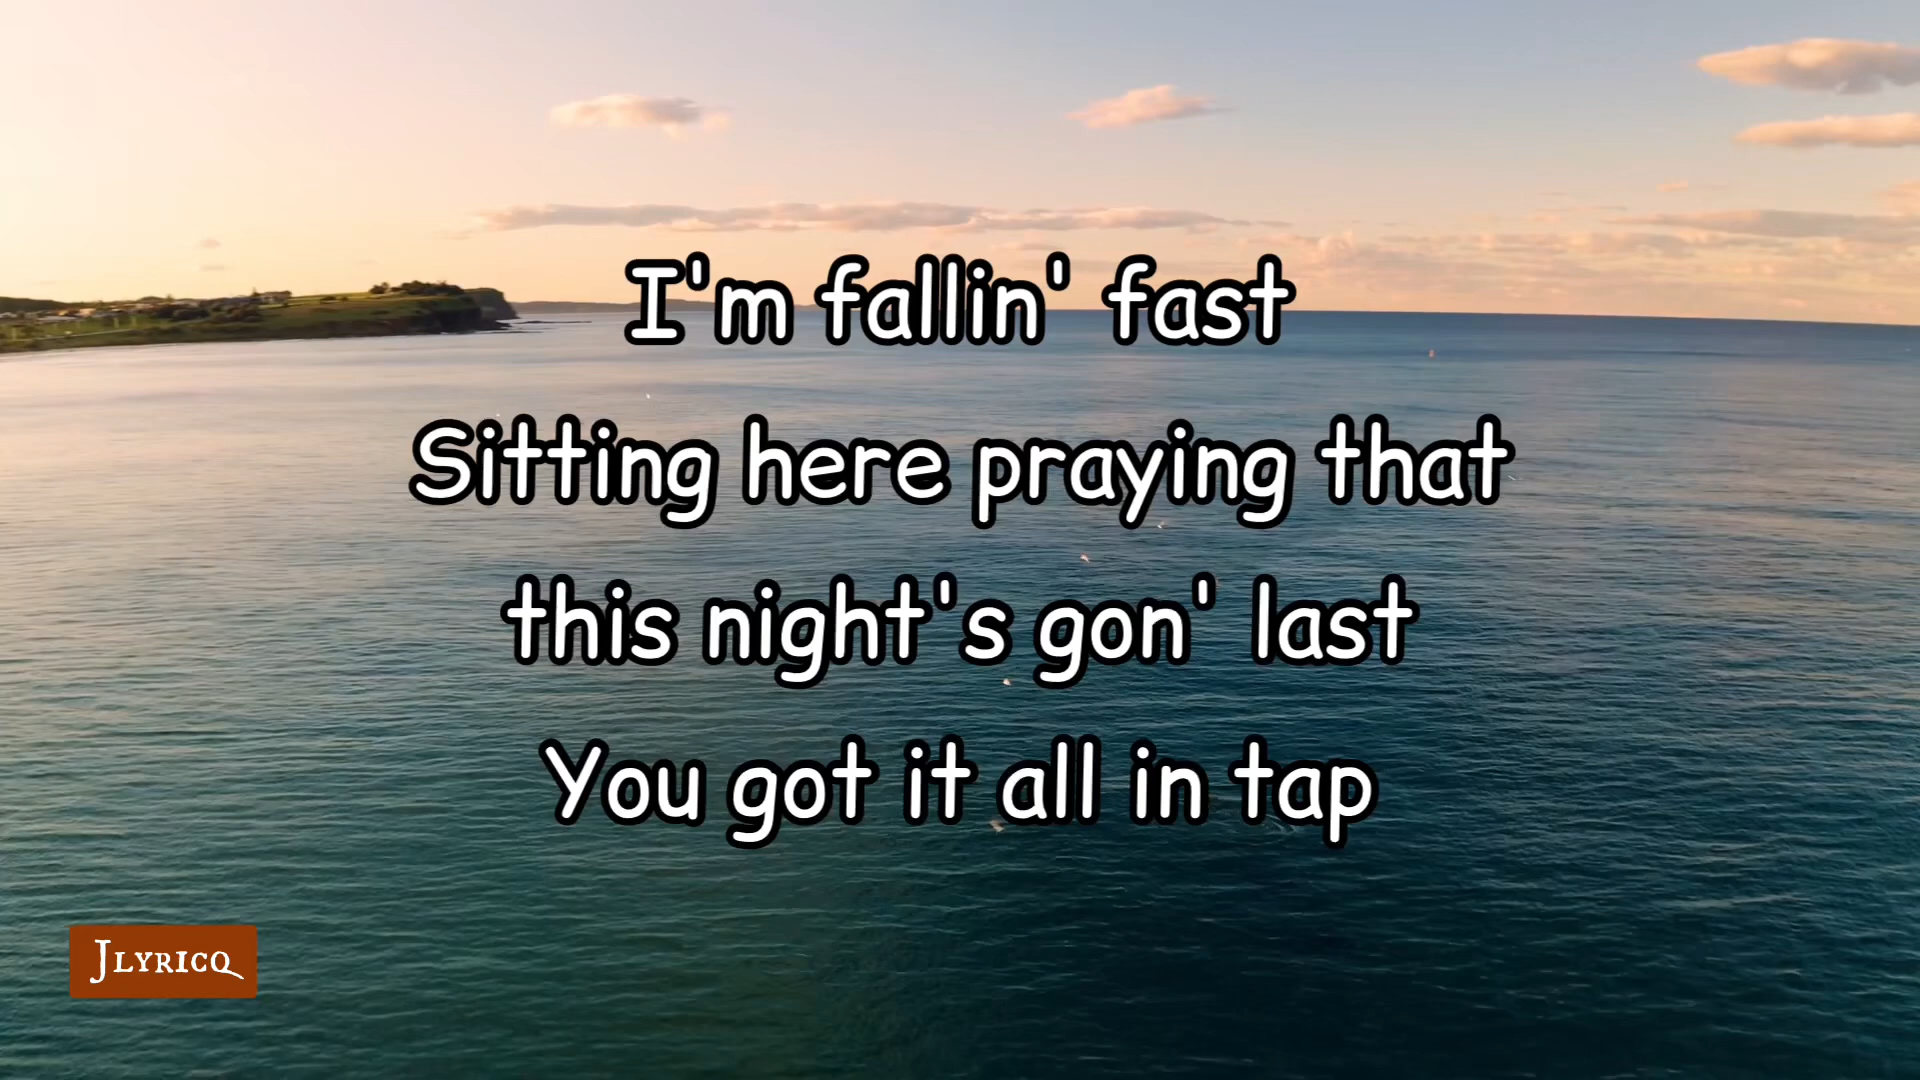 I'm fallin' fast
Sitting here praying that
this night's gon' last
You got it all in tap
JLYRICQ